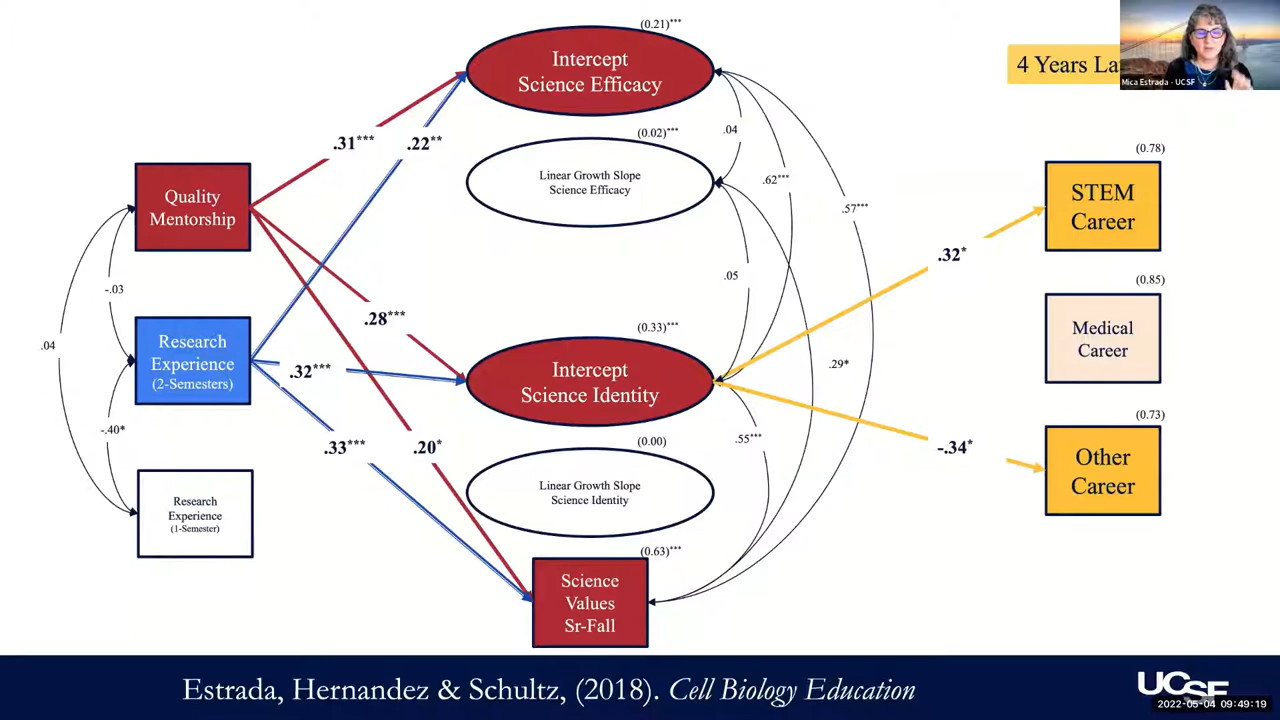 (0.21)***
Intercept
Science Efficacy
4 Years La
Mica Estrada - UCSF
(0.02)***
Linear Growth Slope
Science Efficacy
.31***
.22**
.04
.62***
.57***
Quality
Mentorship
(0.78)
STEM
Career
.32*
-.03
.04
.28***
.05
(0.85)
Medical
Career
Research
Experience
(2-Semesters)
.32***
(0.33)***
Intercept
Science Identity
.29*
-.40*
.33***
.20*
.55***
-.34*
(0.73)
Other
Career
(0.00)
Linear Growth Slope
Science Identity
Research
Experience
(1-Semester)
(0.63)***
Science
Values
Sr-Fall
Estrada, Hernandez & Schultz, (2018). Cell Biology Education
UCSF
2022-05-04 09:49:19